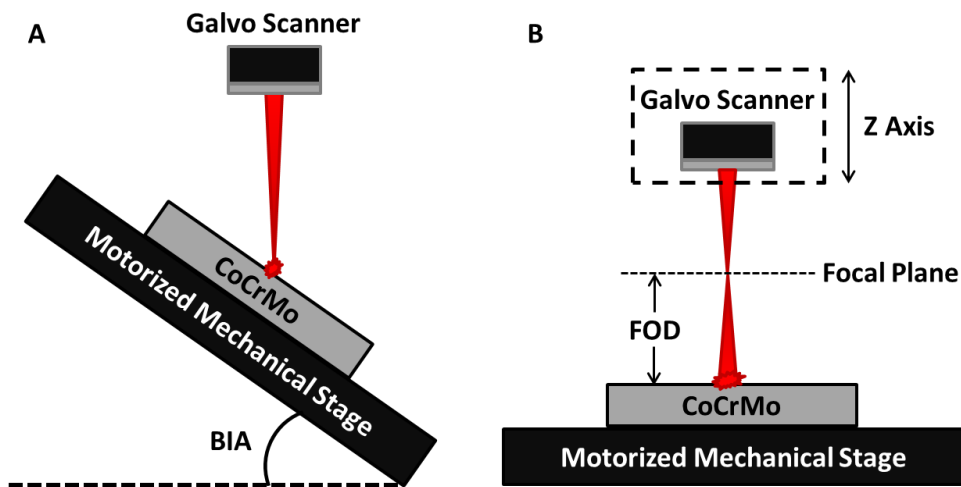 A
Galvo Scanner
CoCrMo
Motorized Mechanical Stage
BIA
B
Galvo Scanner
Z Axis
Focal Plane
FOD
CoCrMo
Motorized Mechanical Stage